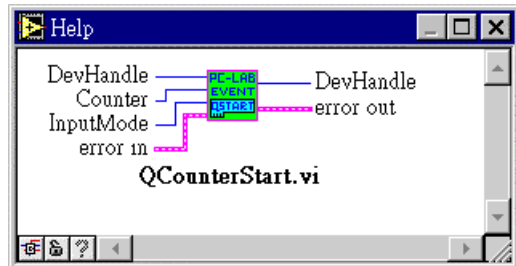 Help
DevHandle
Counter
InputMode
error in
PC-LAB
EVENT
QSTART
DevHandle
error out
QCounterStart.vi
?